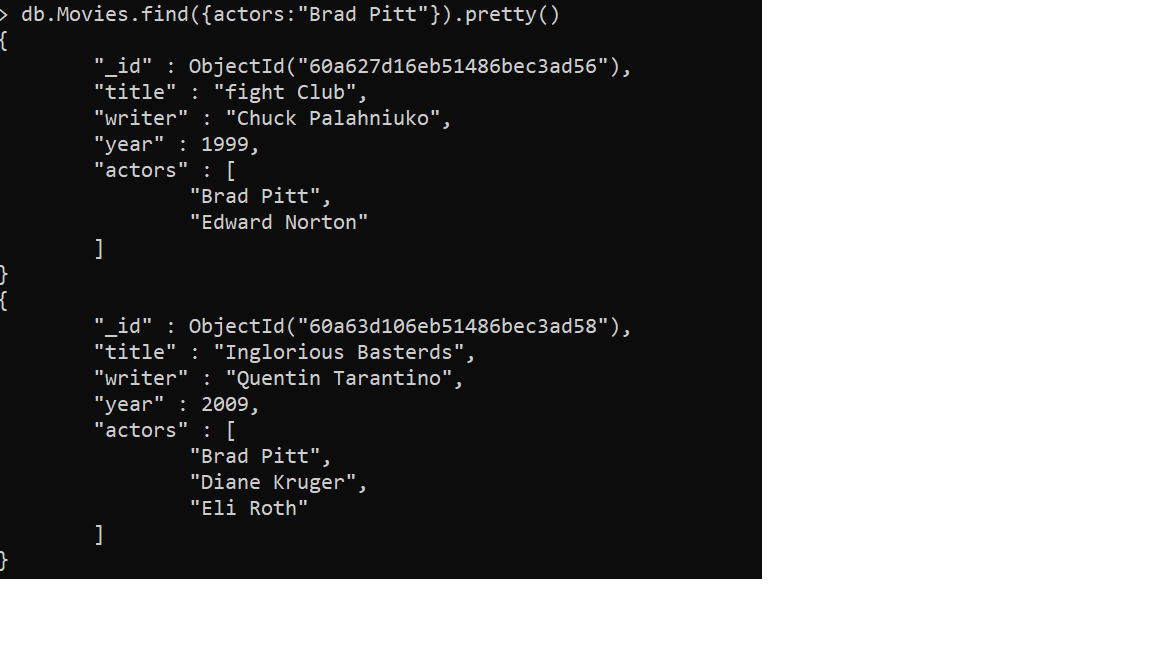 > db.Movies.find({actors:"Brad Pitt"}).pretty()
{
"_id" : ObjectId("60a627d16eb51486bec3ad56"),
"title" : "fight Club",
"writer" : "Chuck Palahniuko",
"year" : 1999,
"actors" : [
"Brad Pitt",
"Edward Norton"
]
}
{
"_id" : ObjectId("60a63d106eb51486bec3ad58"),
"title" : "Inglorious Basterds",
"writer" : "Quentin Tarantino",
"year" : 2009,
"actors" : [
"Brad Pitt",
"Diane Kruger",
"Eli Roth"
]
}